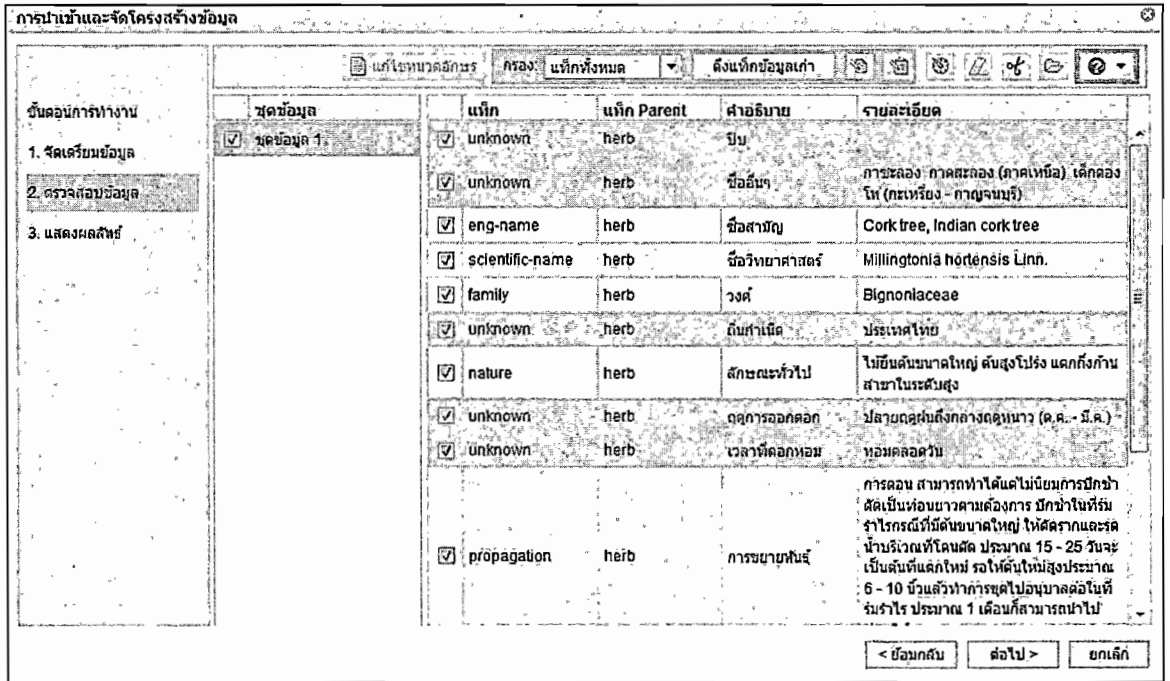 การนำเข้าและจัดโครงสร้างข้อมูล
แก้ไขหมวดอักษร กรอง: แท็กทั้งหมด ดึงแท็กข้อมูลเก่า
ขั้นตอนการทำงาน
1. จัดเตรียมข้อมูล
2. ตรวจสอบข้อมูล
3. แสดงผลลัพธ์
ชุดข้อมูล
ชุดข้อมูล 1.
แท็ก แท็ก Parent คำอธิบาย รายละเอียด
unknown herb ปีบ
unknown herb ชื่ออื่นๆ กาซะลอง กาดสะลอง (ภาคเหนือ) เต็กตอง
โพ่ (กะเหรี่ยง - กาญจนบุรี)
eng-name herb ชื่อสามัญ Cork tree, Indian cork tree
scientific-name herb ชื่อวิทยาศาสตร์ Millingtonia hortensis Linn.
family herb วงศ์ Bignoniaceae
unknown herb ถิ่นกำเนิด ประเทศไทย
nature herb ลักษณะทั่วไป ไม้ยืนต้นขนาดใหญ่ ต้นสูงโปร่ง แตกกิ่งก้าน
สาขาในระดับสูง
unknown herb ฤดูการออกดอก ปลายฤดูฝนถึงกลางฤดูหนาว (ต.ค. - มี.ค.)
unknown herb เวลาที่ดอกหอม หอมตลอดวัน
propagation herb การขยายพันธุ์ การตอน สามารถทำได้แต่ไม่นิยมการปักชำ
ตัดเป็นท่อนยาวตามต้องการ ปักชำในที่ร่ม
รำไรกรณีที่มีต้นขนาดใหญ่ ให้ตัดรากและรด
น้ำบริเวณที่โดนตัด ประมาณ 15 - 25 วันจะ
เป็นต้นที่แตกใหม่ รอให้ต้นใหม่สูงประมาณ
6 - 10 นิ้วแล้วทำการขุดไปอนุบาลต่อในที่
ร่มรำไร ประมาณ 1 เดือนก็สามารถนำไป
< ย้อนกลับ ต่อไป > ยกเลิก